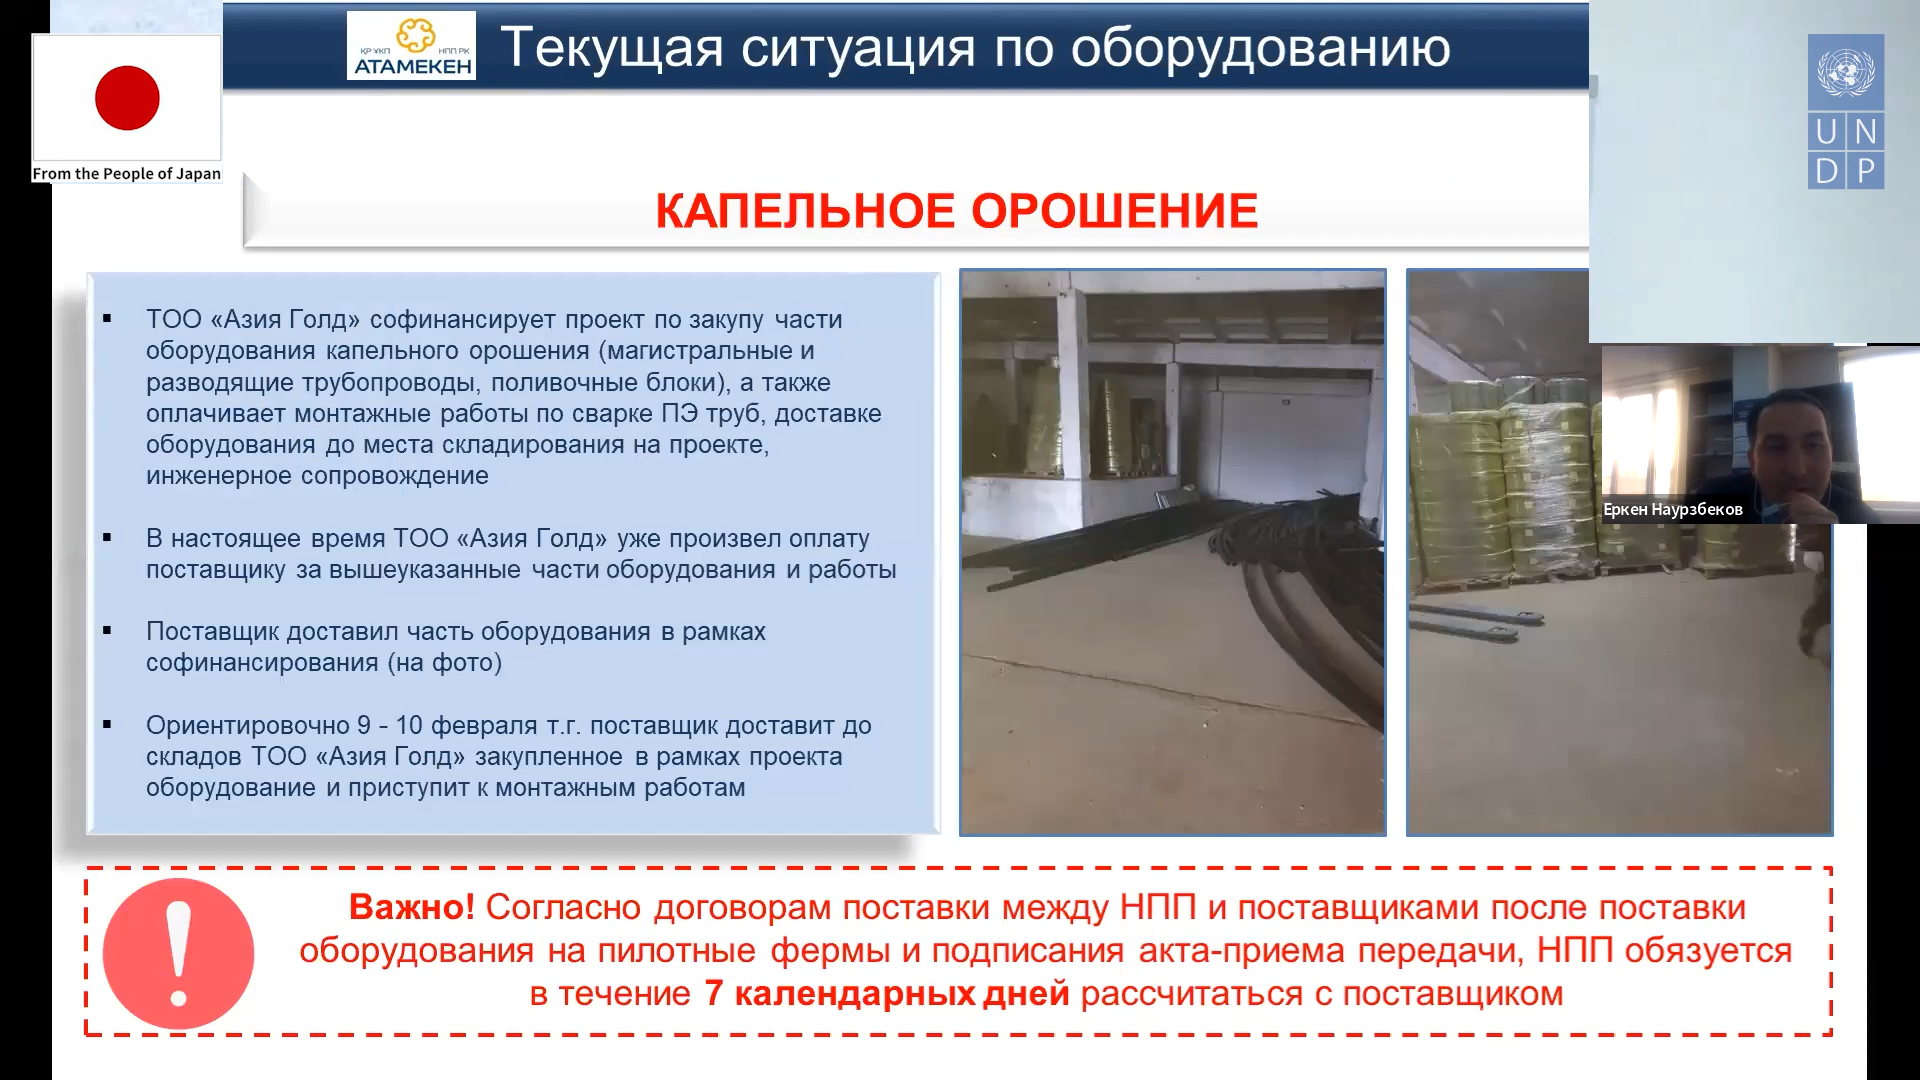 ҚР ҰКП НПП РК
АТАМЕКЕН
Текущая ситуация по оборудованию
From the People of Japan
U N
D P
КАПЕЛЬНОЕ ОРОШЕНИЕ
▪ ТОО «Азия Голд» софинансирует проект по закупу части
оборудования капельного орошения (магистральные и
разводящие трубопроводы, поливочные блоки), а также
оплачивает монтажные работы по сварке ПЭ труб, доставке
оборудования до места складирования на проекте,
инженерное сопровождение
▪ В настоящее время ТОО «Азия Голд» уже произвел оплату
поставщику за вышеуказанные части оборудования и работы
▪ Поставщик доставил часть оборудования в рамках
софинансирования (на фото)
▪ Ориентировочно 9 - 10 февраля т.г. поставщик доставит до
складов ТОО «Азия Голд» закупленное в рамках проекта
оборудование и приступит к монтажным работам
Еркен Наурзбеков
Важно! Согласно договорам поставки между НПП и поставщиками после поставки
оборудования на пилотные фермы и подписания акта-приема передачи, НПП обязуется
в течение 7 календарных дней рассчитаться с поставщиком